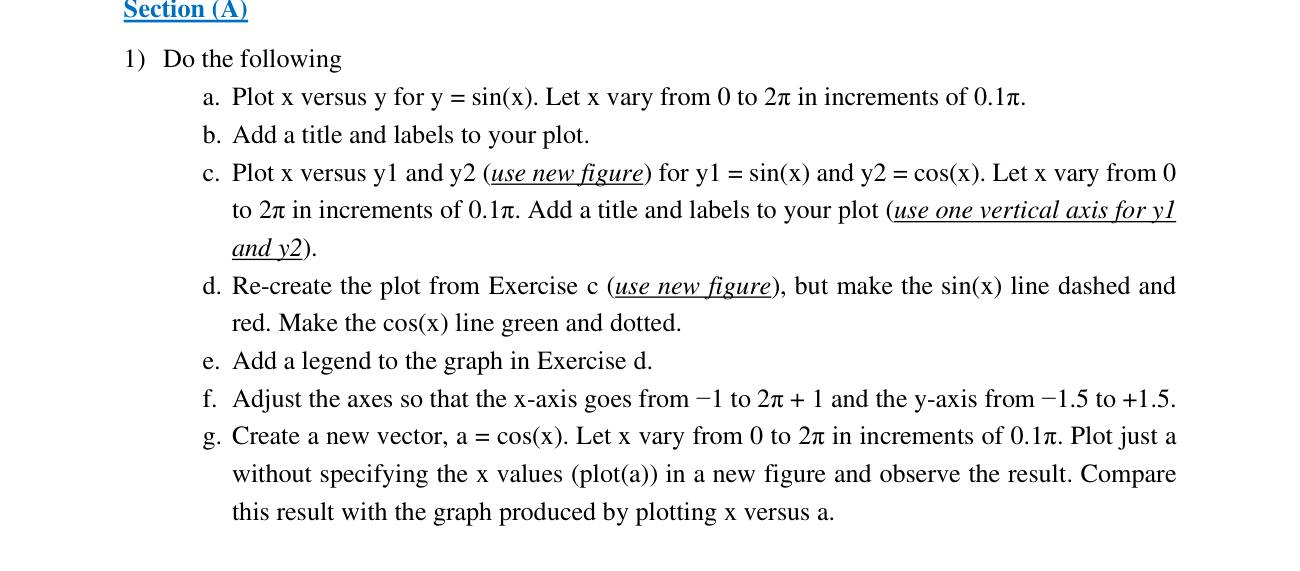 Section (A)
1) Do the following
a. Plot x versus y for y = sin(x). Let x vary from 0 to 2π in increments of 0.1π.
b. Add a title and labels to your plot.
c. Plot x versus y1 and y2 (use new figure) for y1 = sin(x) and y2 = cos(x). Let x vary from 0
to 2π in increments of 0.1π. Add a title and labels to your plot (use one vertical axis for y1
and y2).
d. Re-create the plot from Exercise c (use new figure), but make the sin(x) line dashed and
red. Make the cos(x) line green and dotted.
e. Add a legend to the graph in Exercise d.
f. Adjust the axes so that the x-axis goes from −1 to 2π + 1 and the y-axis from −1.5 to +1.5.
g. Create a new vector, a = cos(x). Let x vary from 0 to 2π in increments of 0.1π. Plot just a
without specifying the x values (plot(a)) in a new figure and observe the result. Compare
this result with the graph produced by plotting x versus a.